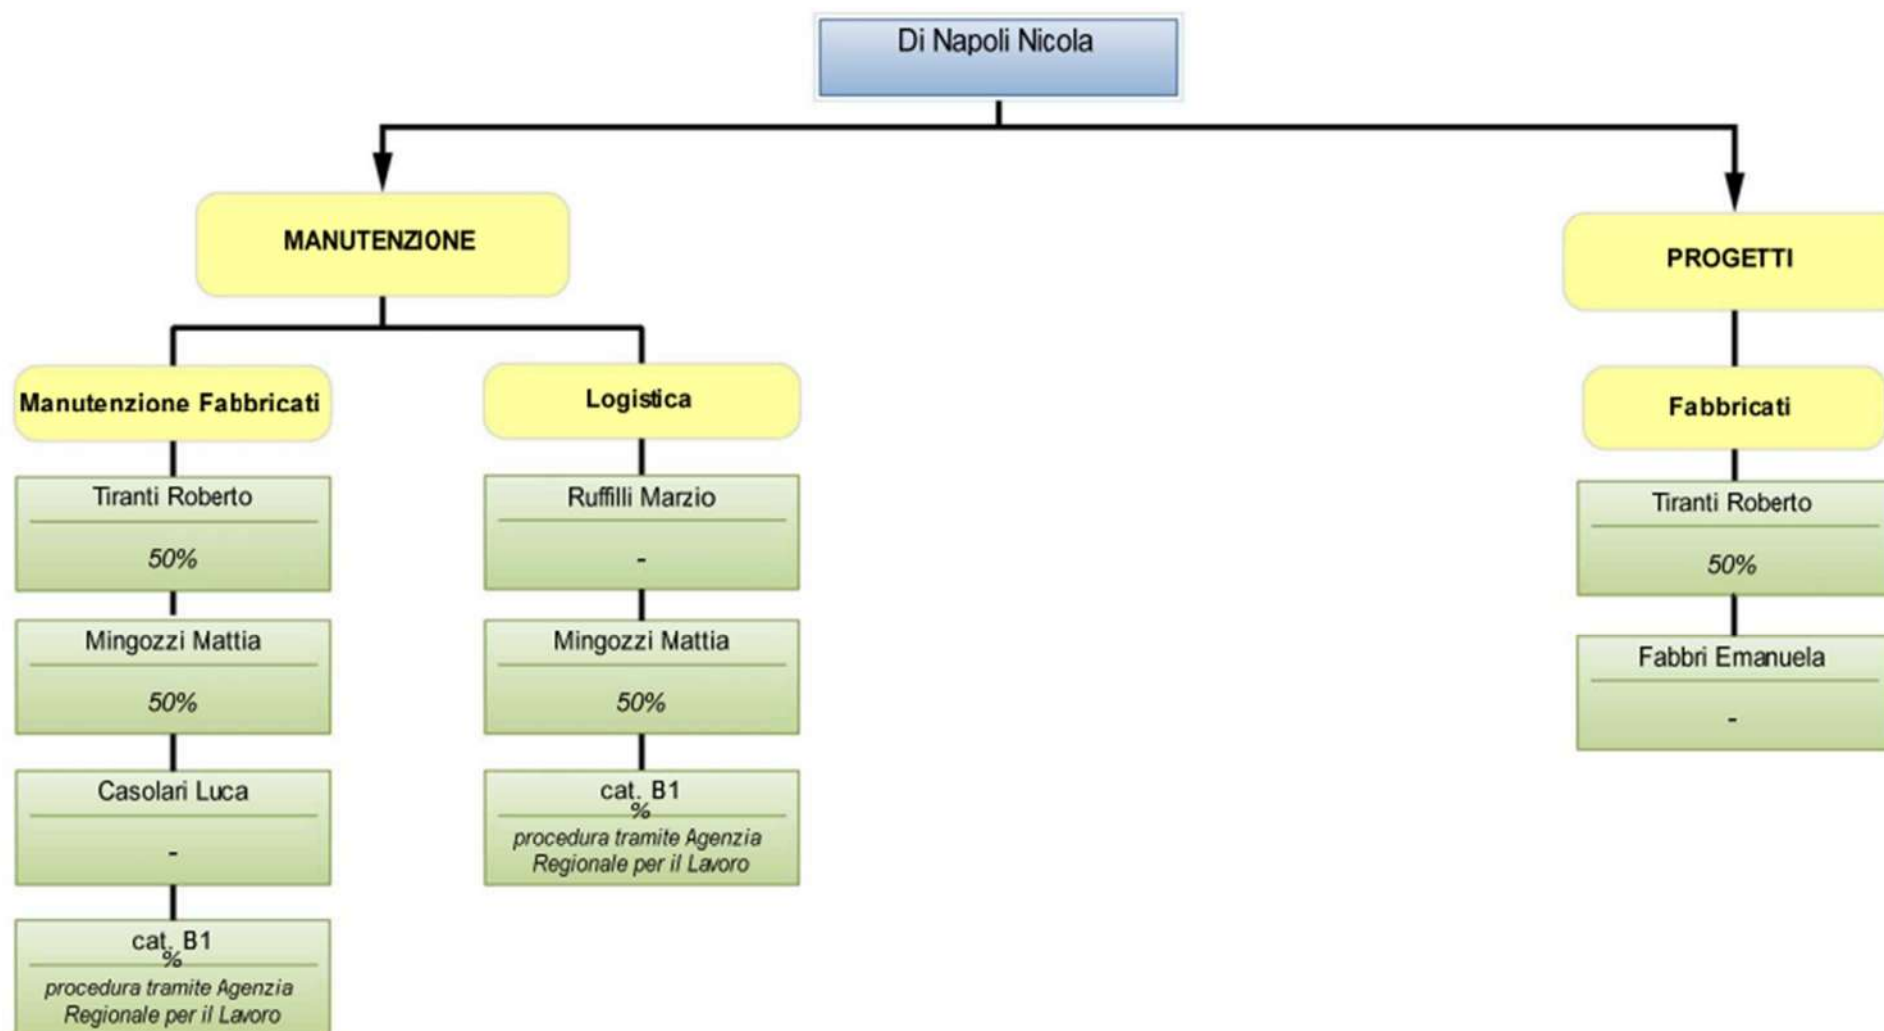 Di Napoli Nicola
MANUTENZIONE
PROGETTI
Manutenzione Fabbricati
Logistica
Fabbricati
Tiranti Roberto
50%
Mingozzi Mattia
50%
Casolari Luca
-
cat. B1
%
procedura tramite Agenzia
Regionale per il Lavoro
Ruffilli Marzio
-
Mingozzi Mattia
50%
cat. B1
%
procedura tramite Agenzia
Regionale per il Lavoro
Tiranti Roberto
50%
Fabbri Emanuela
-